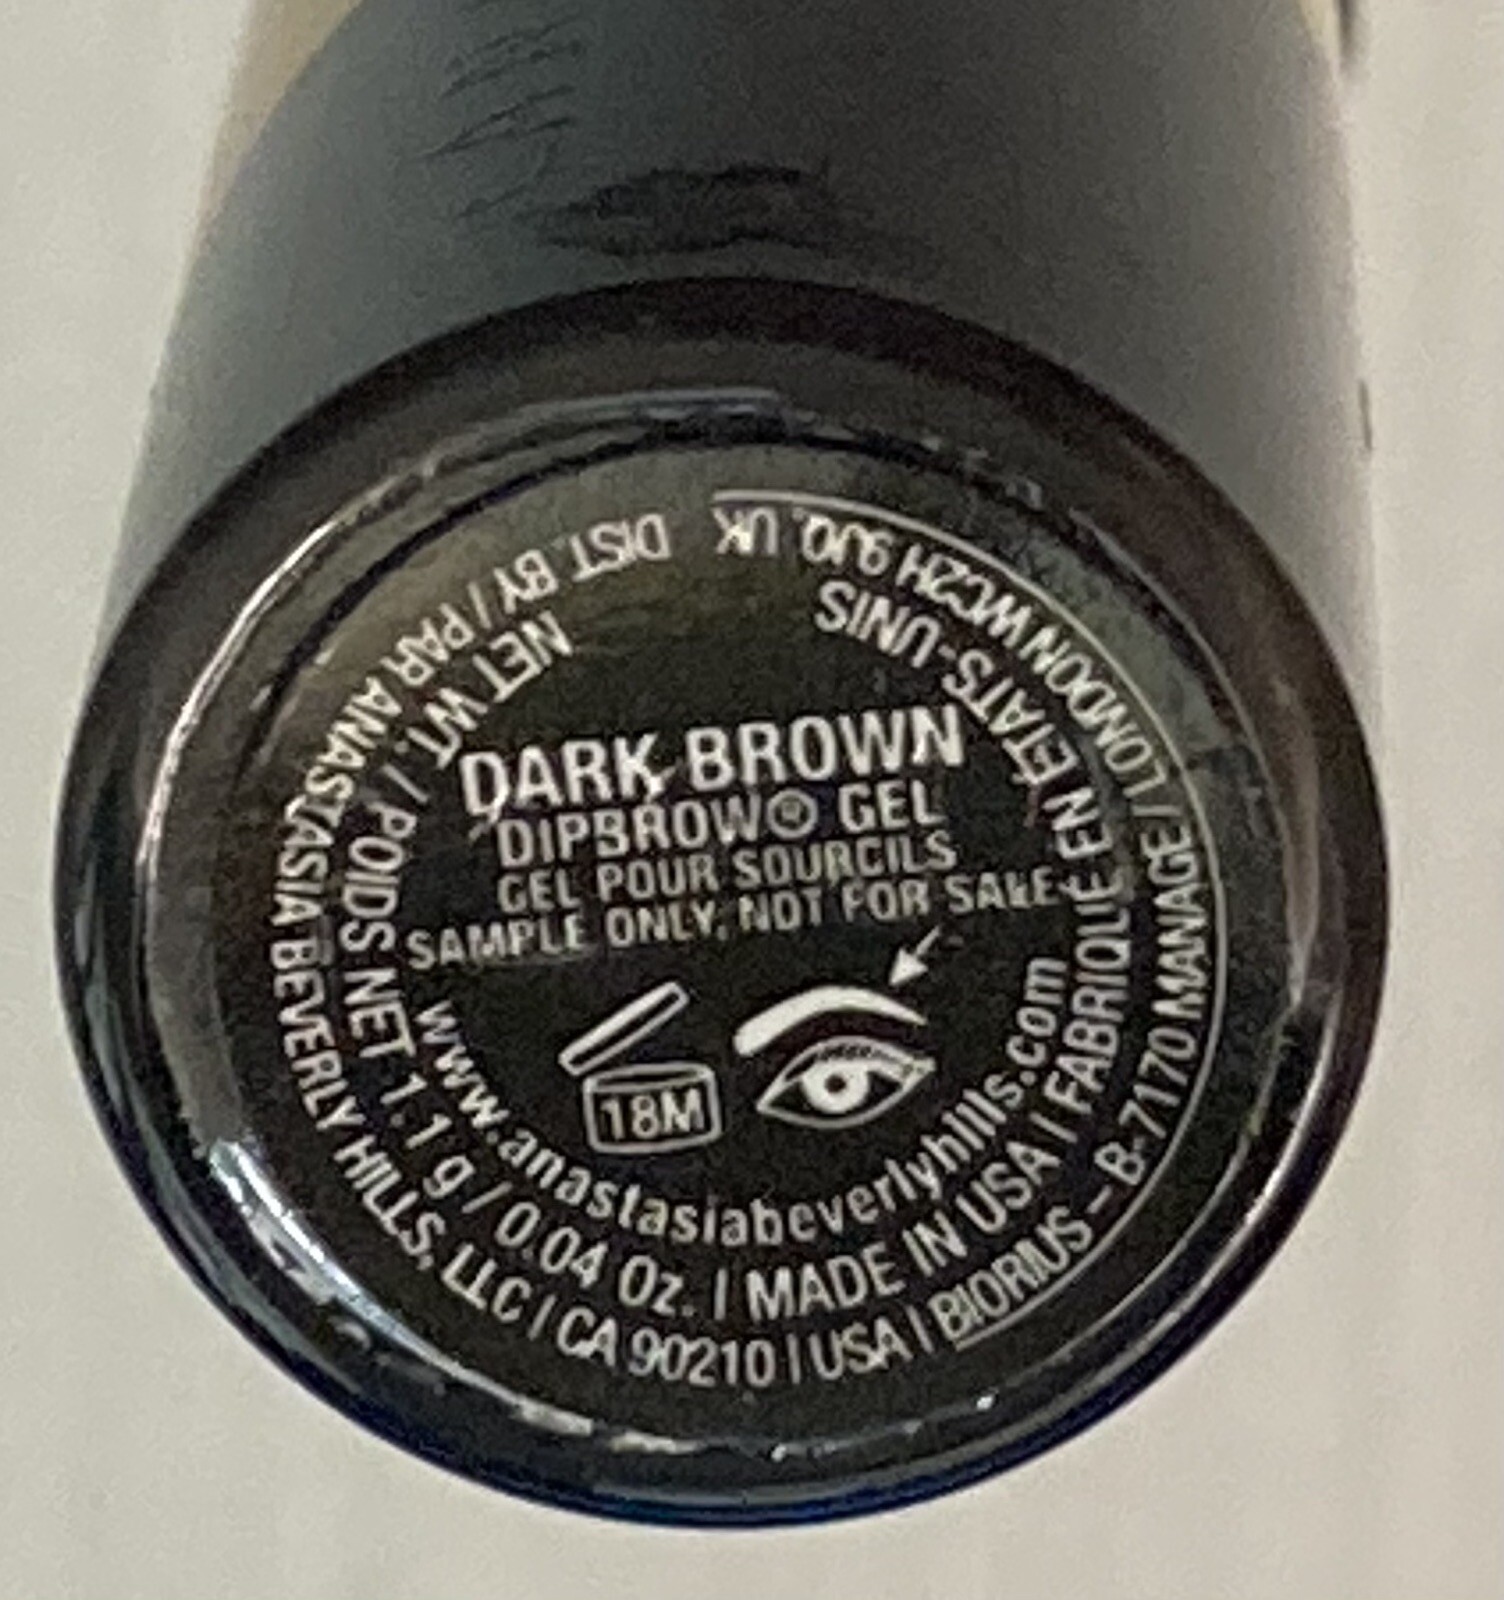 DARK BROWN
DIPBROW® GEL
GEL POUR SOURCILS
SAMPLE ONLY, NOT FOR SALE
18M
www.anastasiabeverlyhills.com
NET WT. / POIDS NET 1.1 g / 0.04 Oz. | MADE IN USA | FABRIQUÉ EN ÉTATS-UNIS
DIST. BY / PAR ANASTASIA BEVERLY HILLS, LLC | CA 90210 | USA | BIORIUS – B-7170 MANAGE / LONDON WC2H 9JQ, UK